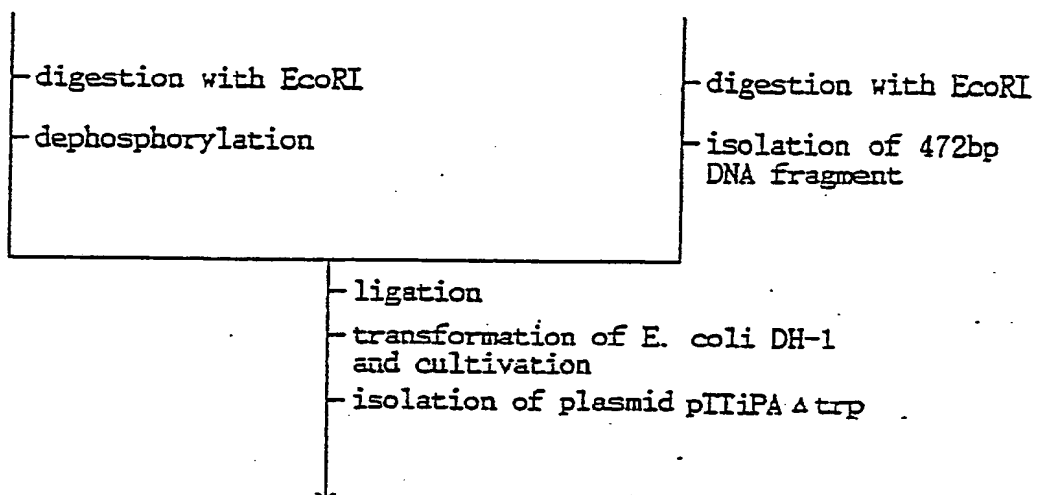 digestion with EcoRI
dephosphorylation
digestion with EcoRI
isolation of 472bp
DNA fragment
ligation
transformation of E. coli DH-1
and cultivation
isolation of plasmid pTTiPA Δ trp